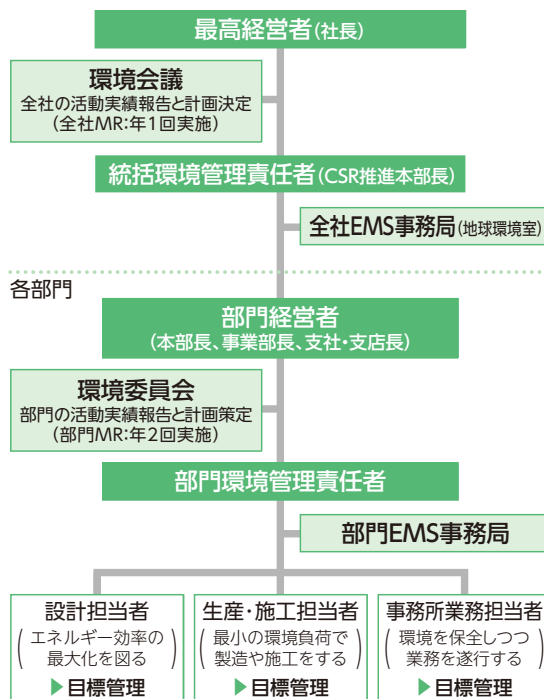 最高経営者(社長)
環境会議
全社の活動実績報告と計画決定
(全社MR:年1回実施)
統括環境管理責任者(CSR推進本部長)
全社EMS事務局(地球環境室)
各部門
部門経営者
(本部長、事業部長、支社・支店長)
環境委員会
部門の活動実績報告と計画策定
(部門MR:年2回実施)
部門環境管理責任者
部門EMS事務局
設計担当者
(エネルギー効率の
最大化を図る)
▶目標管理
生産・施工担当者
(最小の環境負荷で
製造や施工をする)
▶目標管理
事務所業務担当者
(環境を保全しつつ
業務を遂行する)
▶目標管理